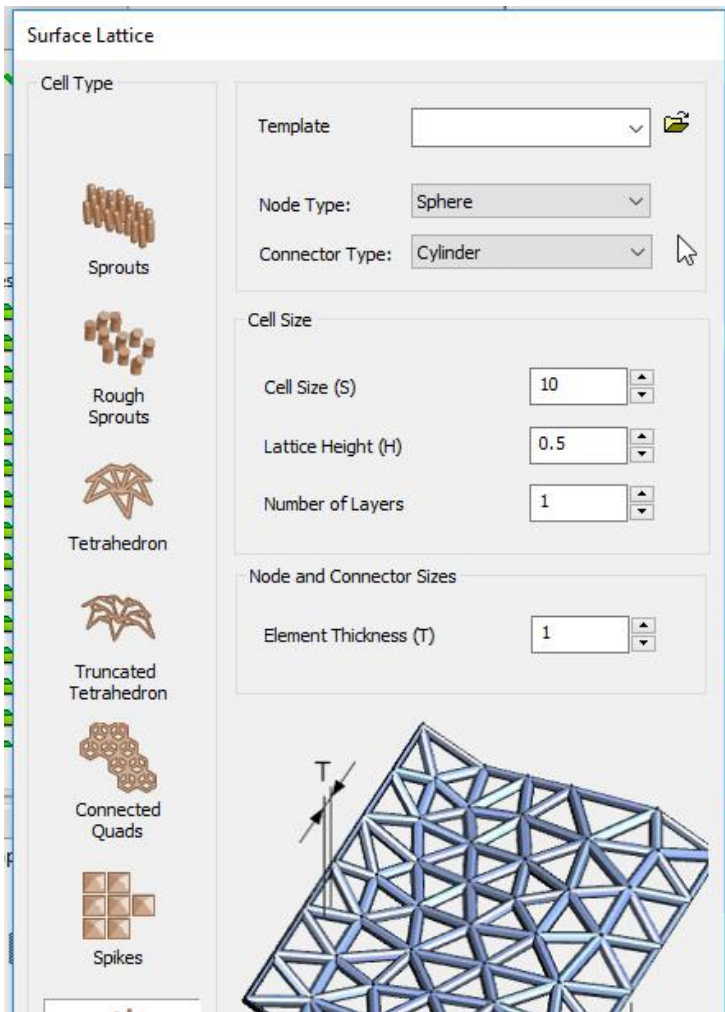 Surface Lattice
Cell Type
Sprouts
Rough
Sprouts
Tetrahedron
Truncated
Tetrahedron
Connected
Quads
Spikes
Template
Node Type: Sphere
Connector Type: Cylinder
Cell Size
Cell Size (S) 10
Lattice Height (H) 0.5
Number of Layers 1
Node and Connector Sizes
Element Thickness (T) 1
T